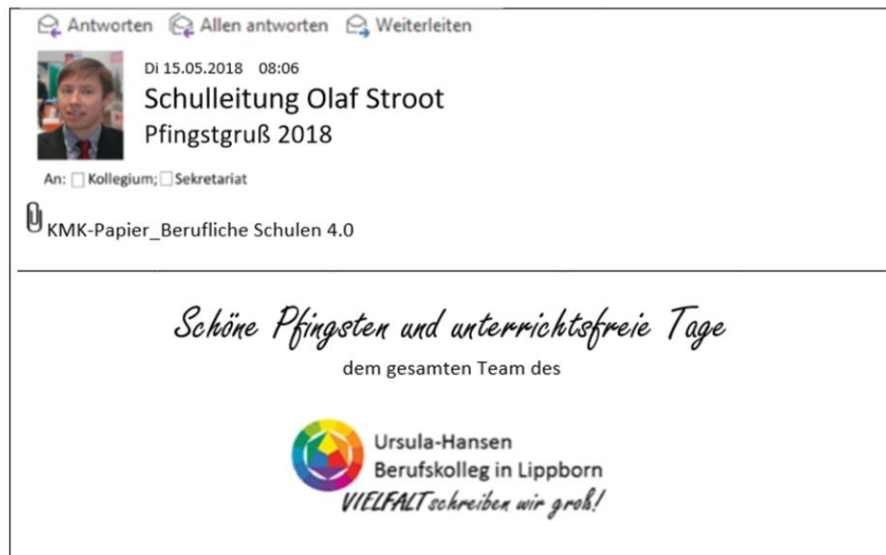 Antworten Allen antworten Weiterleiten
Di 15.05.2018 08:06
Schulleitung Olaf Stroot
Pfingstgruß 2018
An: Kollegium; Sekretariat
KMK-Papier_Berufliche Schulen 4.0
Schöne Pfingsten und unterrichtsfreie Tage
dem gesamten Team des
Ursula-Hansen
Berufskolleg in Lippborn
VIELFALT schreiben wir groß!